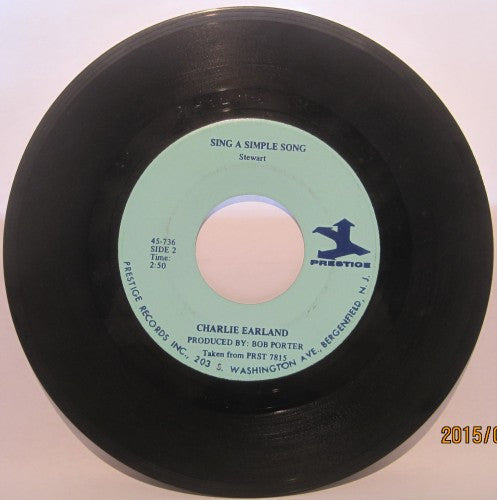 SING A SIMPLE SONG
Stewart
45-736
SIDE 2
Time:
2:50
PRESTIGE
CHARLIE EARLAND
PRODUCED BY: BOB PORTER
Taken from PRST 7815
PRESTIGE RECORDS INC., 203 S. WASHINGTON AVE., BERGENFIELD, N. J.
2015/0